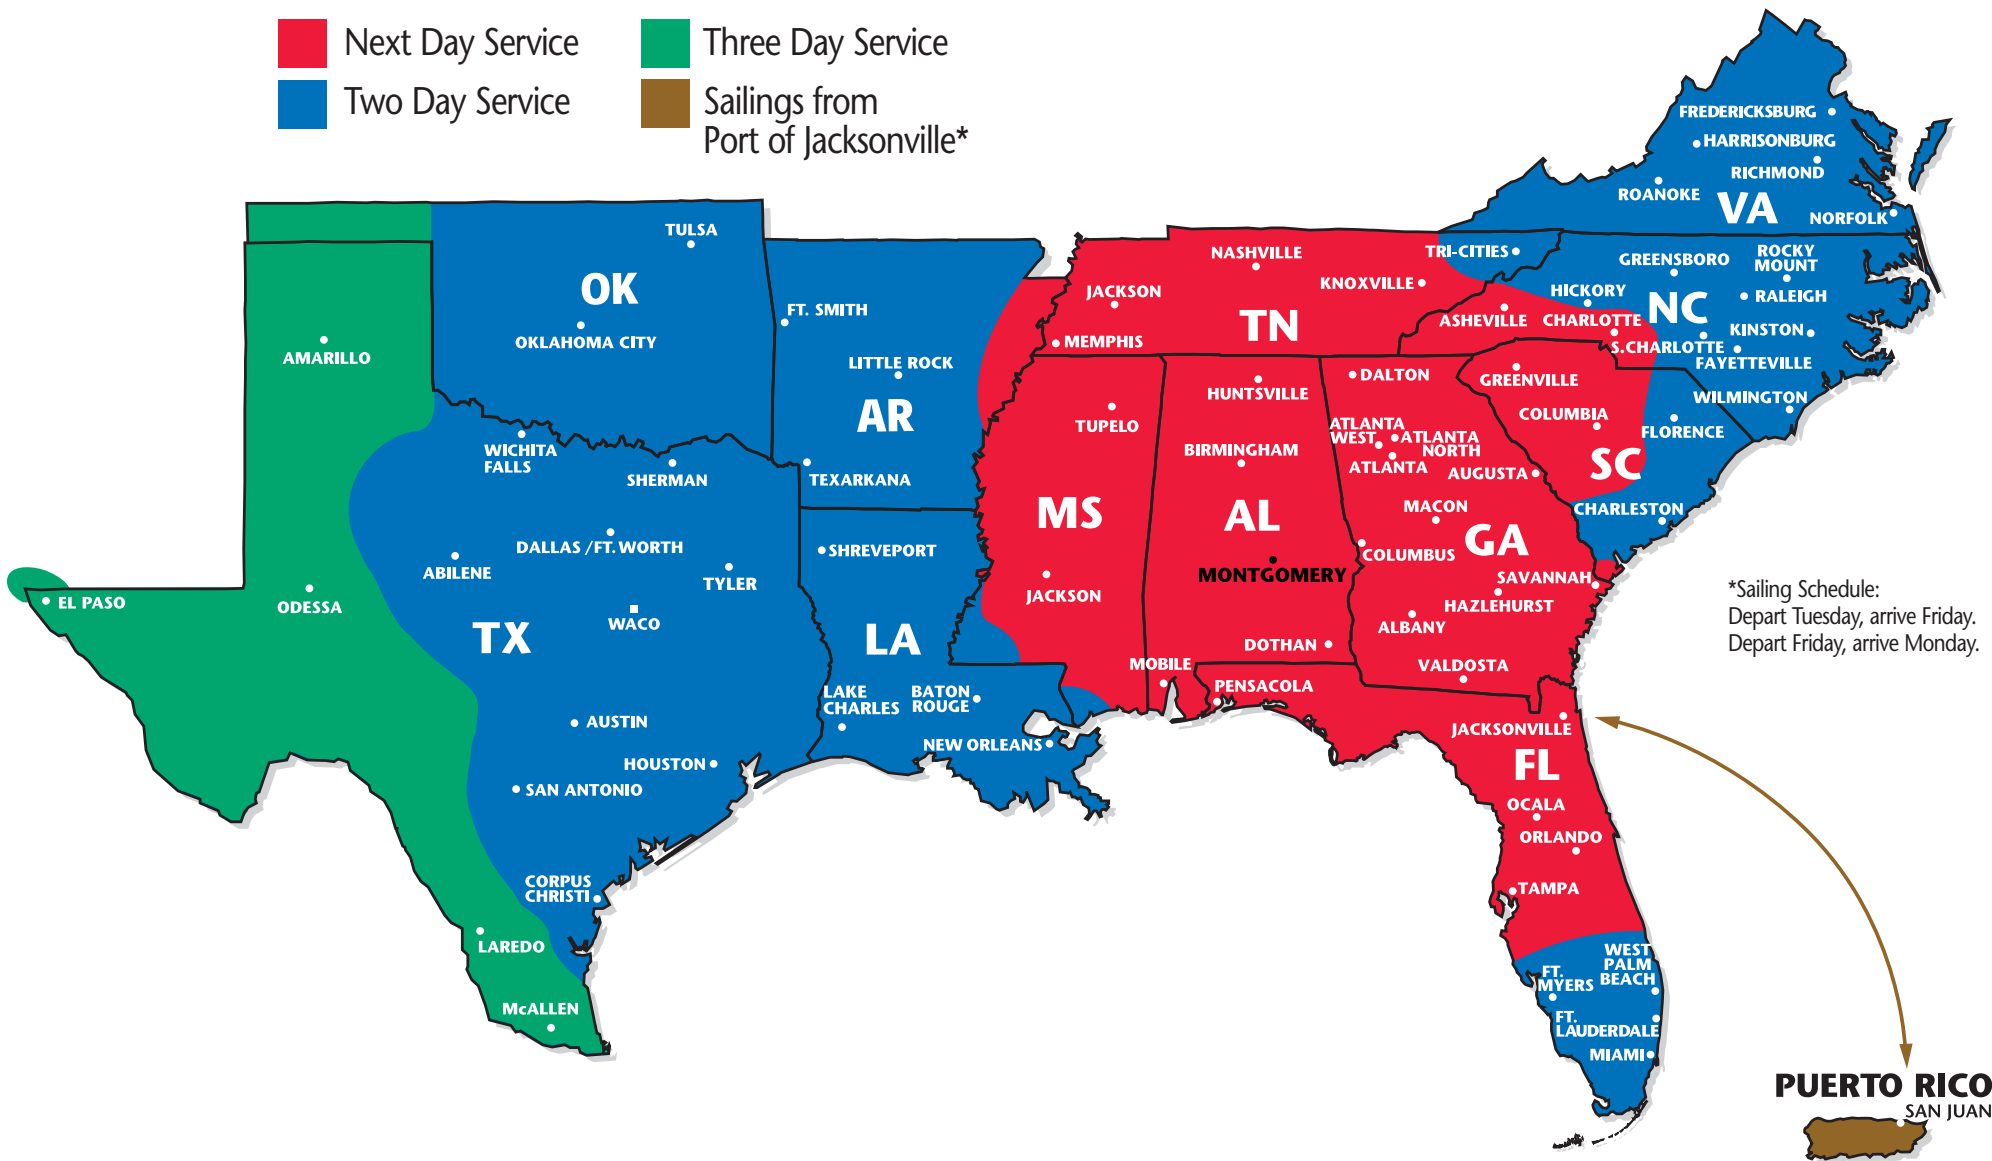 Next Day Service
Three Day Service
Two Day Service
Sailings from
Port of Jacksonville*
FREDERICKSBURG
HARRISONBURG
RICHMOND
ROANOKE
VA
NORFOLK
TULSA
OK
OKLAHOMA CITY
FT. SMITH
LITTLE ROCK
AR
TEXARKANA
NASHVILLE
JACKSON
KNOXVILLE
TN
MEMPHIS
TRI-CITIES
GREENSBORO
ROCKY
MOUNT
HICKORY
NC
RALEIGH
ASHEVILLE
CHARLOTTE
KINSTON
S.CHARLOTTE
FAYETTEVILLE
WILMINGTON
AMARILLO
WICHITA
FALLS
SHERMAN
DALLAS /FT. WORTH
ABILENE
TYLER
EL PASO
ODESSA
WACO
TX
AUSTIN
HOUSTON
SAN ANTONIO
CORPUS
CHRISTI
LAREDO
McALLEN
SHREVEPORT
LA
LAKE
CHARLES
BATON
ROUGE
NEW ORLEANS
TUPELO
MS
JACKSON
HUNTSVILLE
BIRMINGHAM
AL
MONTGOMERY
DOTHAN
MOBILE
DALTON
ATLANTA
WEST
ATLANTA
NORTH
ATLANTA
AUGUSTA
MACON
GA
COLUMBUS
SAVANNAH
HAZLEHURST
ALBANY
VALDOSTA
GREENVILLE
COLUMBIA
FLORENCE
SC
CHARLESTON
PENSACOLA
JACKSONVILLE
FL
OCALA
ORLANDO
TAMPA
WEST
PALM
BEACH
FT.
MYERS
FT.
LAUDERDALE
MIAMI
*Sailing Schedule:
Depart Tuesday, arrive Friday.
Depart Friday, arrive Monday.
PUERTO RICO
SAN JUAN